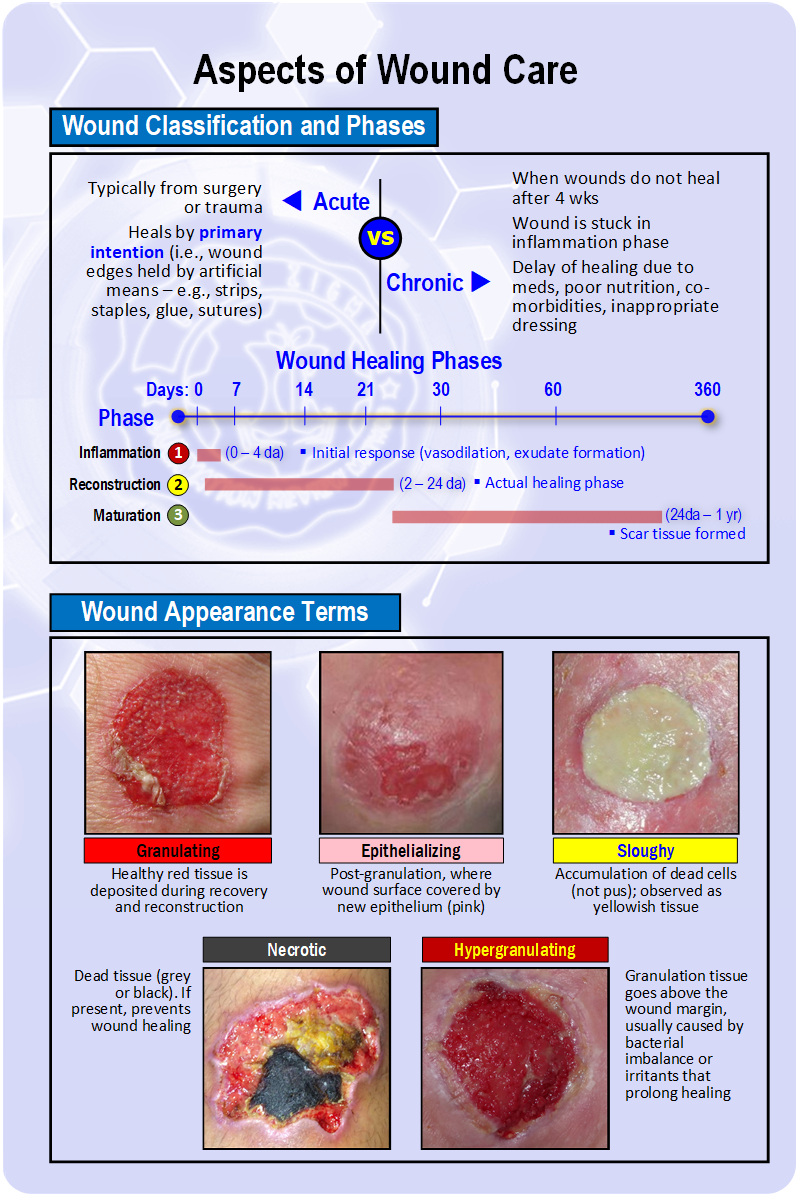 Aspects of Wound Care
Wound Classification and Phases
Typically from surgery
or trauma
Heals by primary
intention (i.e., wound
edges held by artificial
means – e.g., strips,
staples, glue, sutures)
◄ Acute
VS
Chronic ►
When wounds do not heal
after 4 wks
Wound is stuck in
inflammation phase
Delay of healing due to
meds, poor nutrition, co-
morbidities, inappropriate
dressing
Wound Healing Phases
Days: 0 7 14 21 30 60 360
Phase
Inflammation 1 (0 – 4 da) ▪ Initial response (vasodilation, exudate formation)
Reconstruction 2 (2 – 24 da) ▪ Actual healing phase
Maturation 3 (24da – 1 yr)
▪ Scar tissue formed
Wound Appearance Terms
Granulating
Healthy red tissue is
deposited during recovery
and reconstruction
Epithelializing
Post-granulation, where
wound surface covered by
new epithelium (pink)
Sloughy
Accumulation of dead cells
(not pus); observed as
yellowish tissue
Necrotic
Dead tissue (grey
or black). If
present, prevents
wound healing
Hypergranulating
Granulation tissue
goes above the
wound margin,
usually caused by
bacterial
imbalance or
irritants that
prolong healing